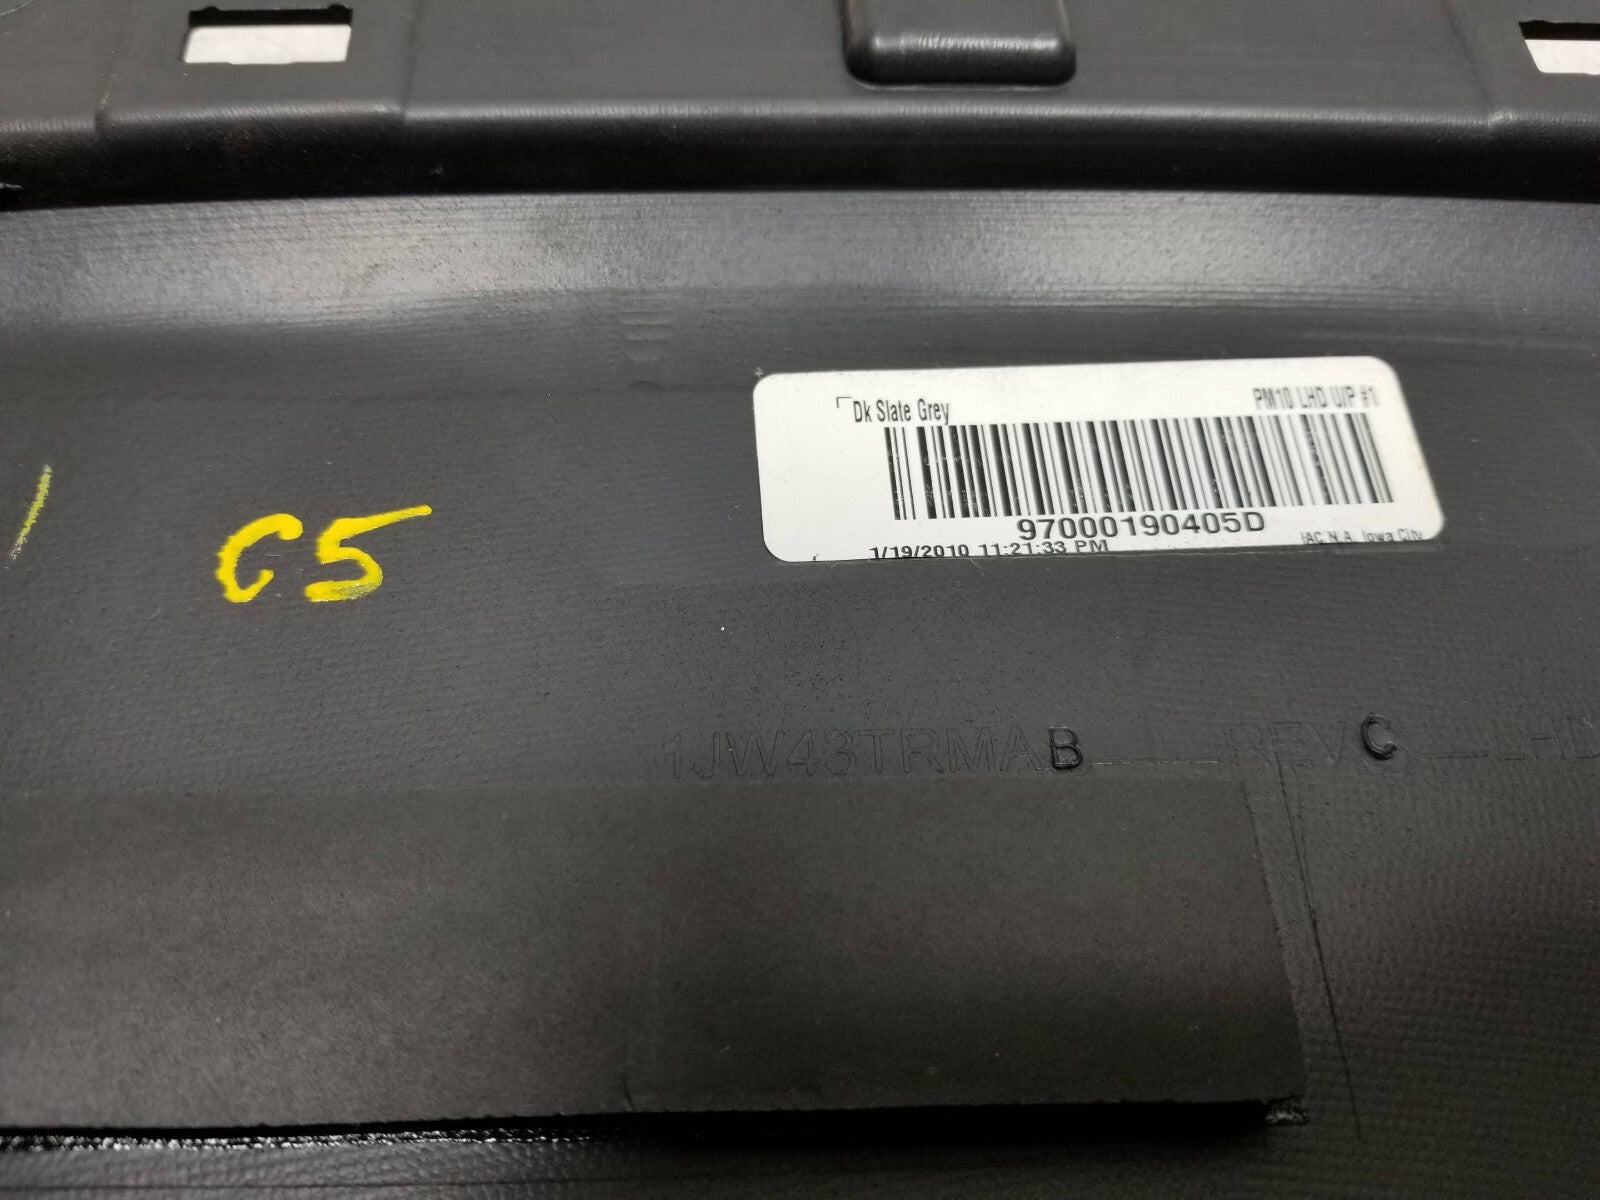 Dk Slate Grey PM10 LHD U/P #1
97000190405D
1/19/2010 11:21:33 PM IAC N.A. Iowa City
C5
1JW43TRMAB REV C LHD